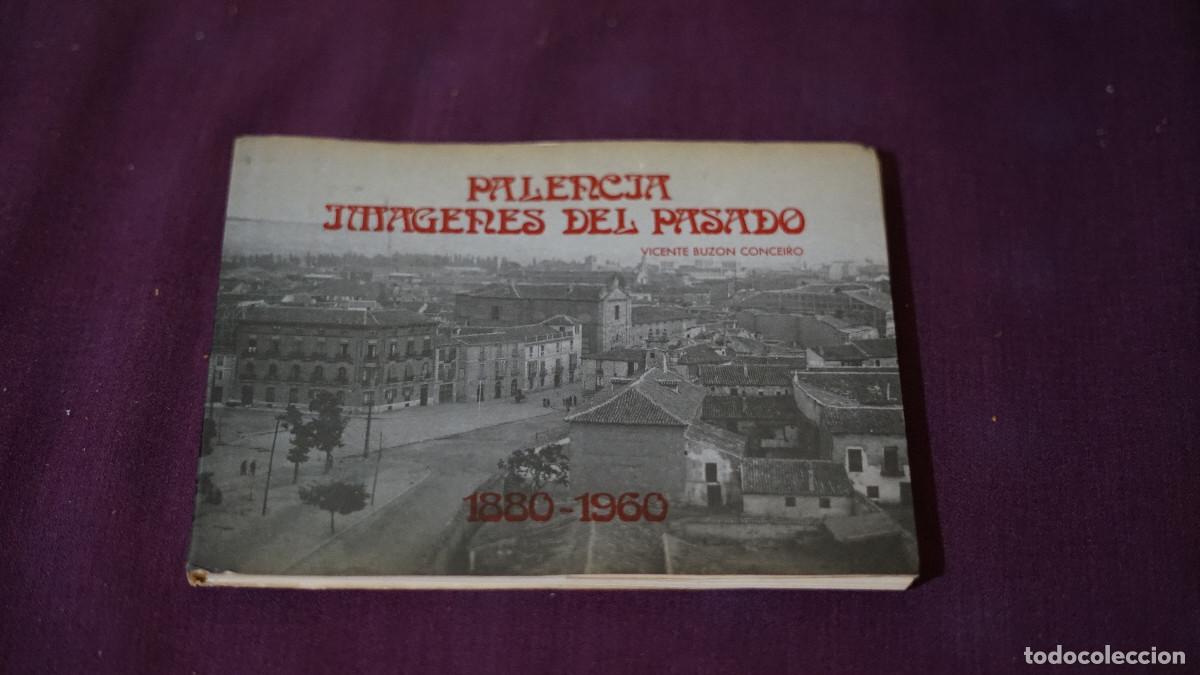 PALENCIA
IMAGENES DEL PASADO
VICENTE BUZON CONCEIRO
1880-1960
todocoleccion